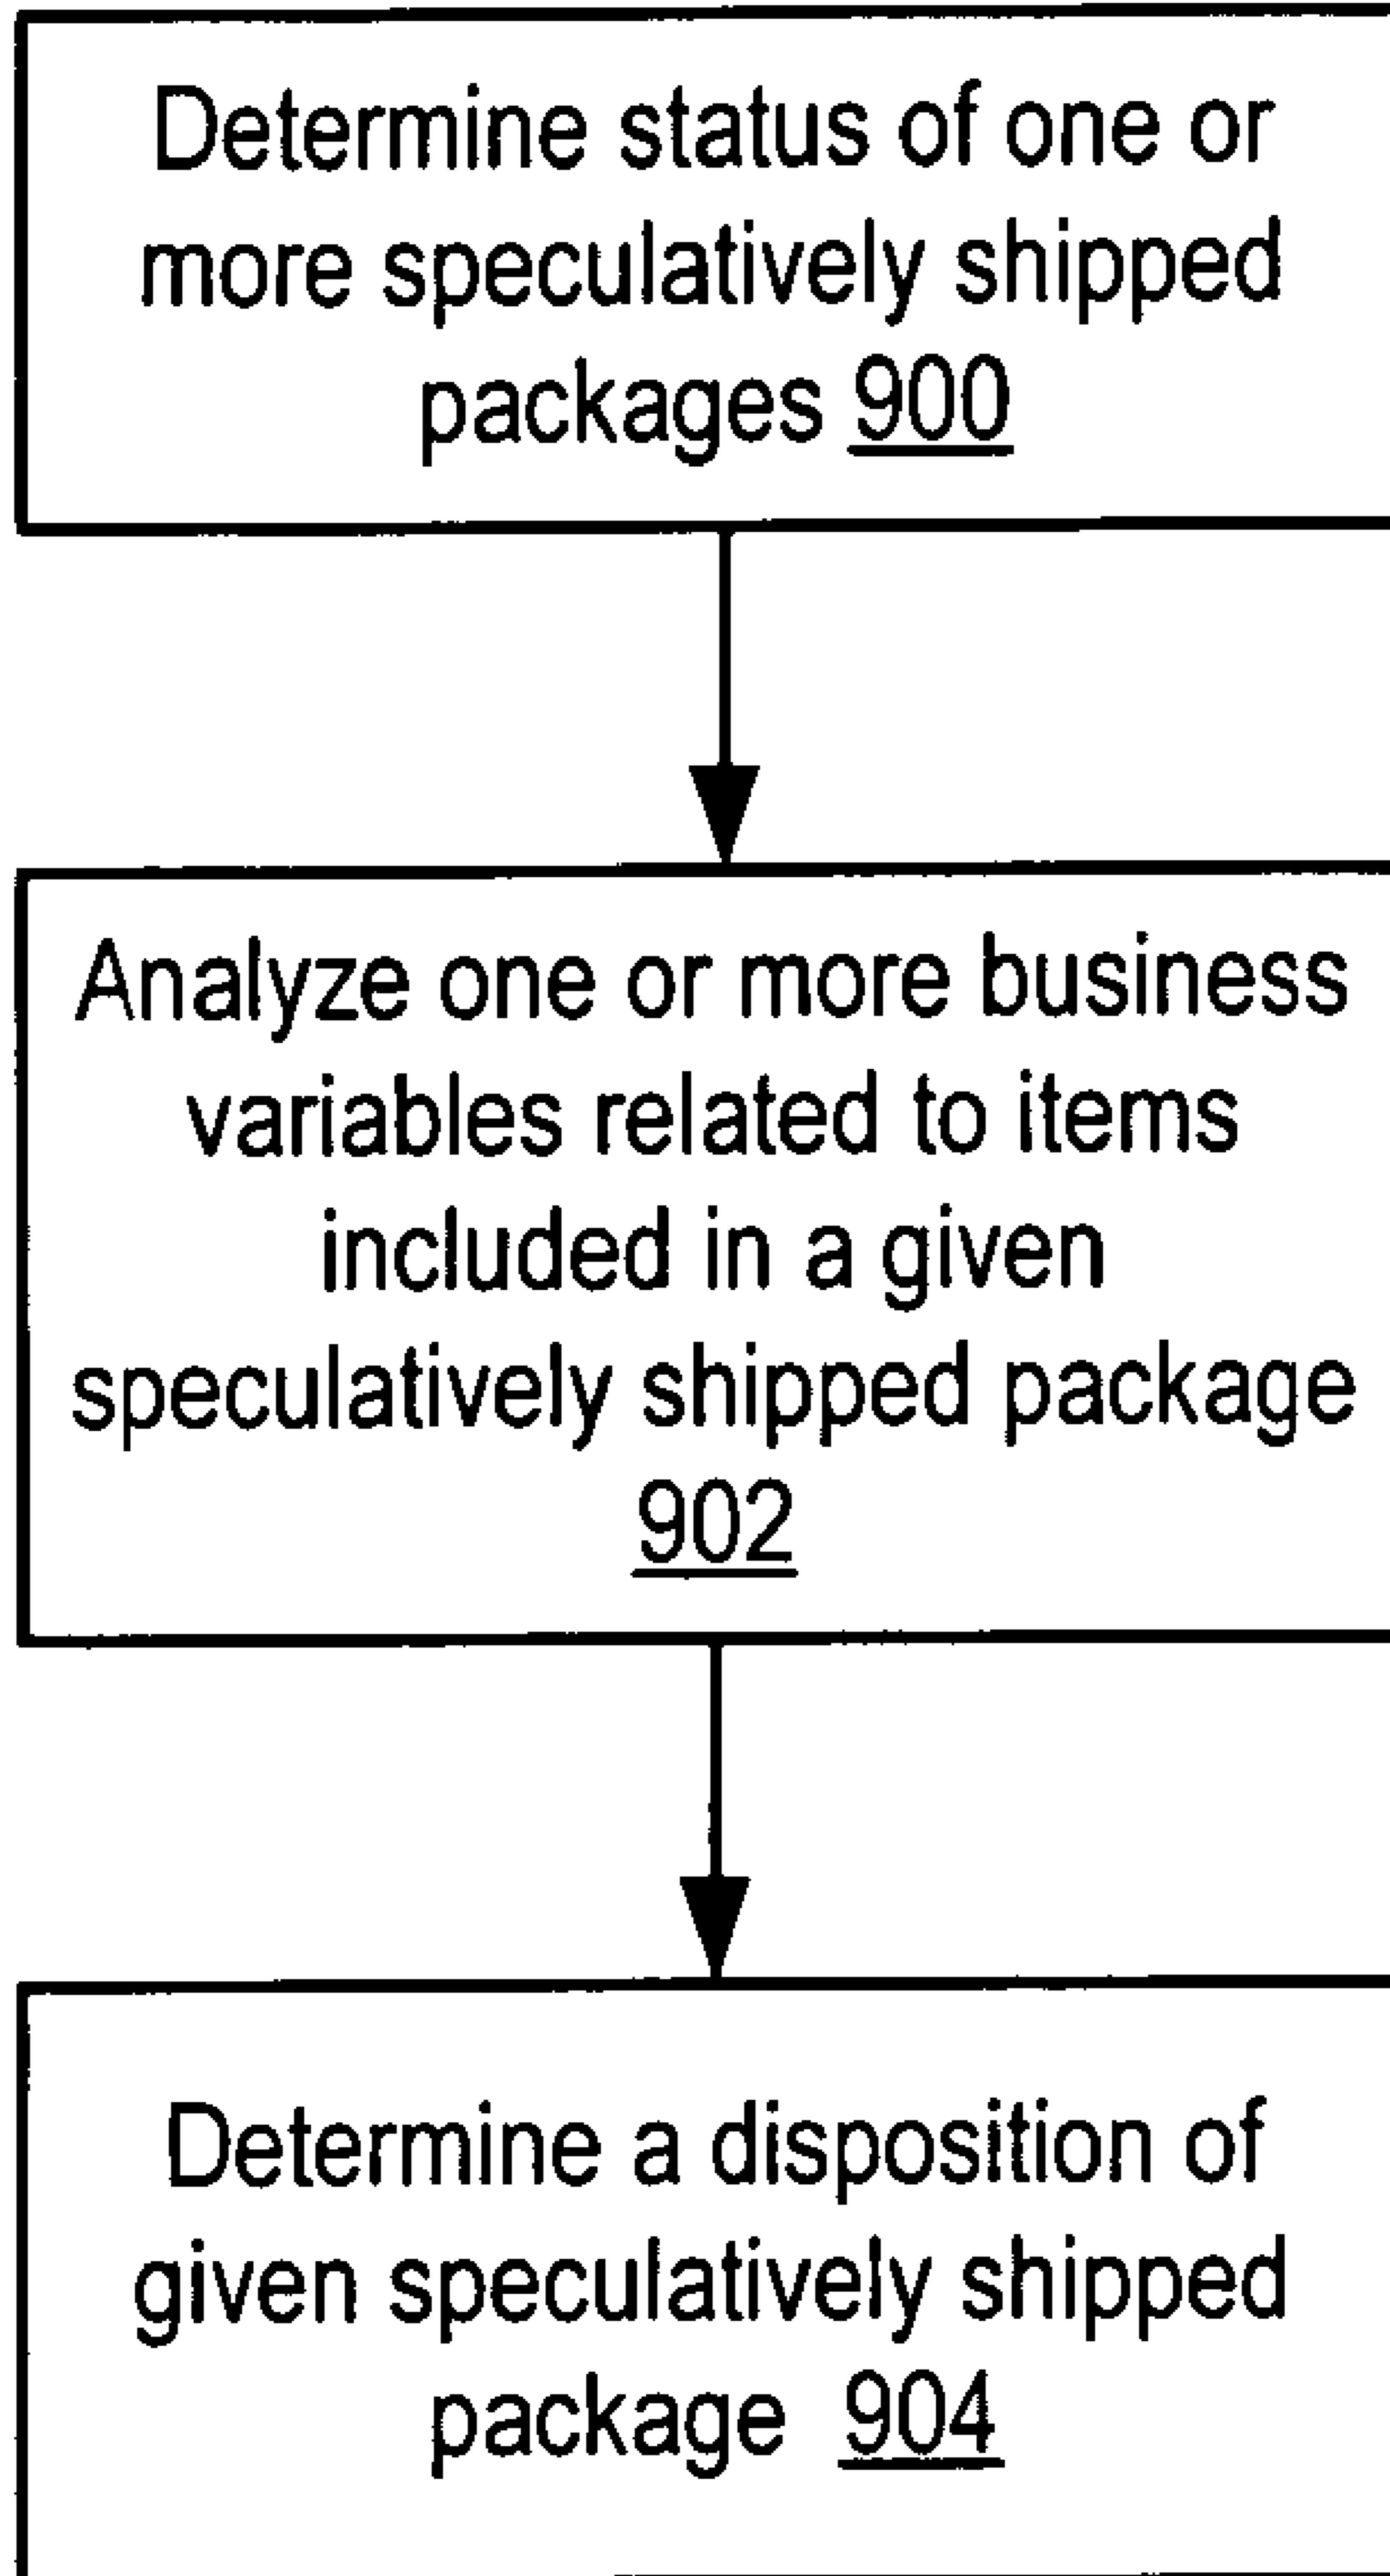 Determine status of one or
more speculatively shipped
packages 900
Analyze one or more business
variables related to items
included in a given
speculatively shipped package
902
Determine a disposition of
given speculatively shipped
package 904